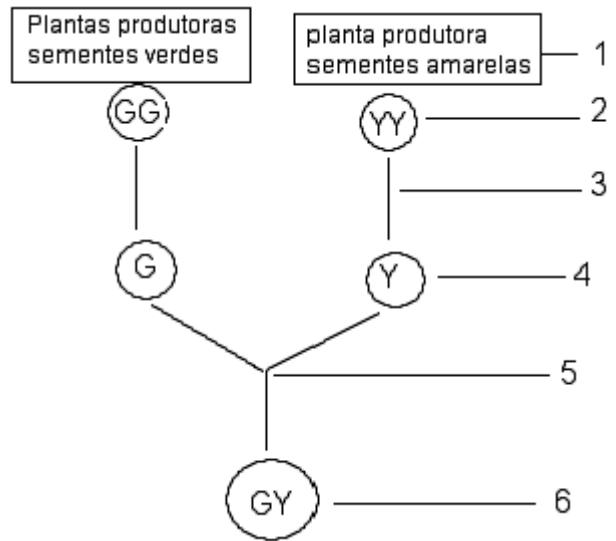 Plantas produtoras
sementes verdes
planta produtora
sementes amarelas
1
GG
YY
2
3
G
Y
4
5
GY
6